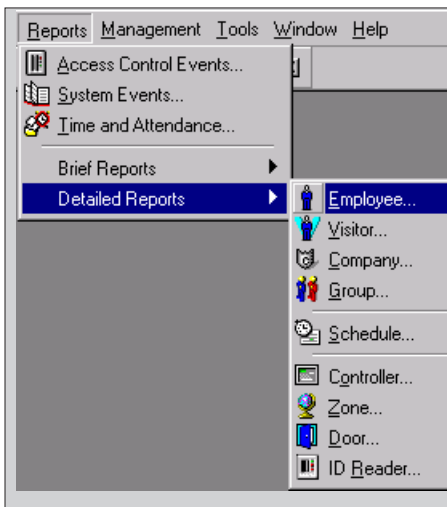 Reports Management Tools Window Help
Access Control Events...
System Events...
Time and Attendance...
Brief Reports
Detailed Reports
Employee...
Visitor...
Company...
Group...
Schedule...
Controller...
Zone...
Door...
ID Reader...